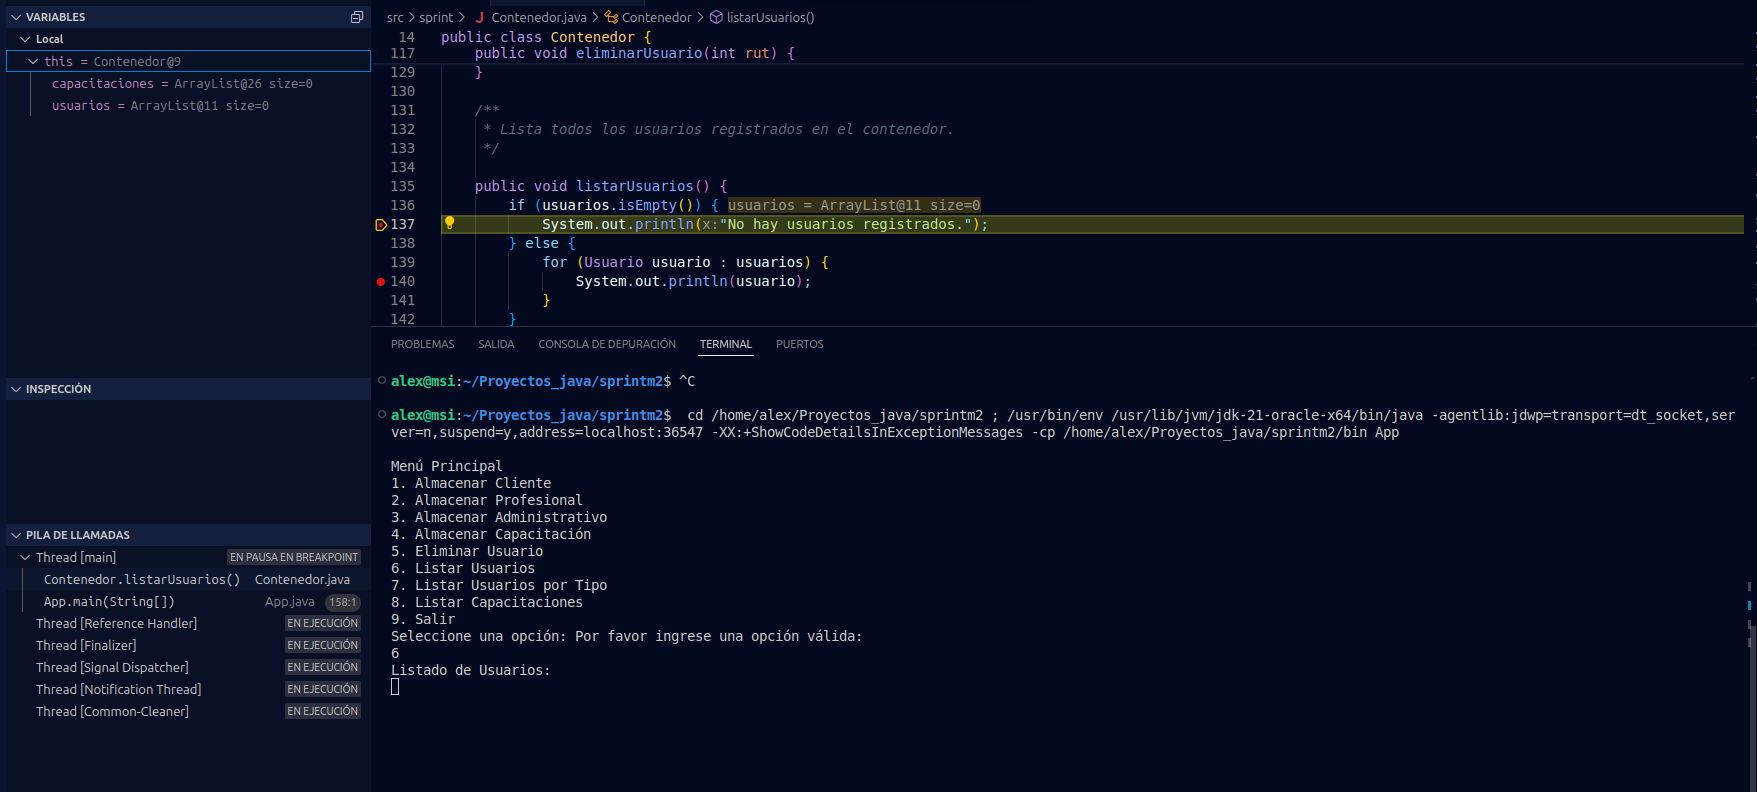 VARIABLES
Local
this = Contenedor@9
capacitaciones = ArrayList@26 size=0
usuarios = ArrayList@11 size=0
INSPECCIÓN
PILA DE LLAMADAS
Thread [main] EN PAUSA EN BREAKPOINT
Contenedor.listarUsuarios() Contenedor.java
App.main(String[]) App.java 158:1
Thread [Reference Handler] EN EJECUCIÓN
Thread [Finalizer] EN EJECUCIÓN
Thread [Signal Dispatcher] EN EJECUCIÓN
Thread [Notification Thread] EN EJECUCIÓN
Thread [Common-Cleaner] EN EJECUCIÓN
src > sprint > J Contenedor.java > Contenedor > listarUsuarios()
14 public class Contenedor {
117 public void eliminarUsuario(int rut) {
129 }
130
131 /**
132 * Lista todos los usuarios registrados en el contenedor.
133 */
134
135 public void listarUsuarios() {
136 if (usuarios.isEmpty()) { usuarios = ArrayList@11 size=0
137 System.out.println(x:"No hay usuarios registrados.");
138 } else {
139 for (Usuario usuario : usuarios) {
140 System.out.println(usuario);
141 }
142 }
PROBLEMAS SALIDA CONSOLA DE DEPURACIÓN TERMINAL PUERTOS
alex@msi:~/Proyectos_java/sprintm2$ ^C
alex@msi:~/Proyectos_java/sprintm2$ cd /home/alex/Proyectos_java/sprintm2 ; /usr/bin/env /usr/lib/jvm/jdk-21-oracle-x64/bin/java -agentlib:jdwp=transport=dt_socket,ser
ver=n,suspend=y,address=localhost:36547 -XX:+ShowCodeDetailsInExceptionMessages -cp /home/alex/Proyectos_java/sprintm2/bin App
Menú Principal
1. Almacenar Cliente
2. Almacenar Profesional
3. Almacenar Administrativo
4. Almacenar Capacitación
5. Eliminar Usuario
6. Listar Usuarios
7. Listar Usuarios por Tipo
8. Listar Capacitaciones
9. Salir
Seleccione una opción: Por favor ingrese una opción válida:
6
Listado de Usuarios: